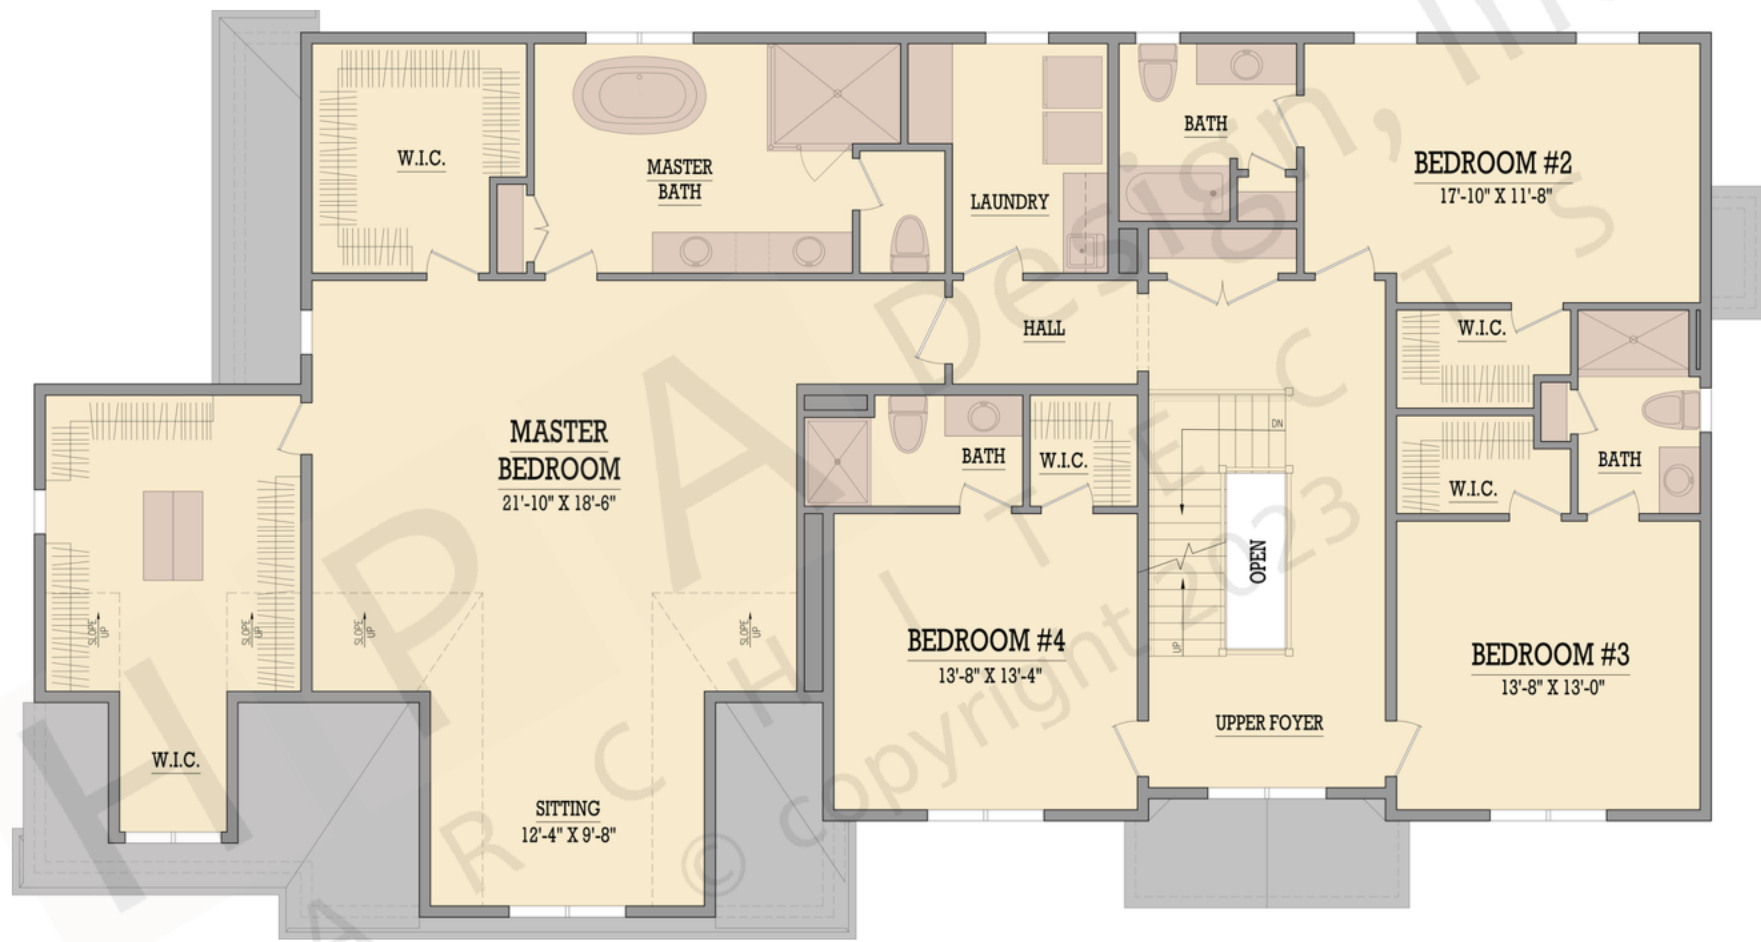 W.I.C.
MASTER
BATH
LAUNDRY
BATH
BEDROOM #2
17'-10" X 11'-8"
HALL
W.I.C.
MASTER
BEDROOM
21'-10" X 18'-6"
BATH
W.I.C.
DN
W.I.C.
BATH
OPEN
SLOPE
UP
SLOPE
UP
SLOPE
UP
SLOPE
UP
BEDROOM #4
13'-8" X 13'-4"
UP
BEDROOM #3
13'-8" X 13'-0"
UPPER FOYER
W.I.C.
SITTING
12'-4" X 9'-8"
HPA Design, In
ARCHITECTS
© copyright 2023